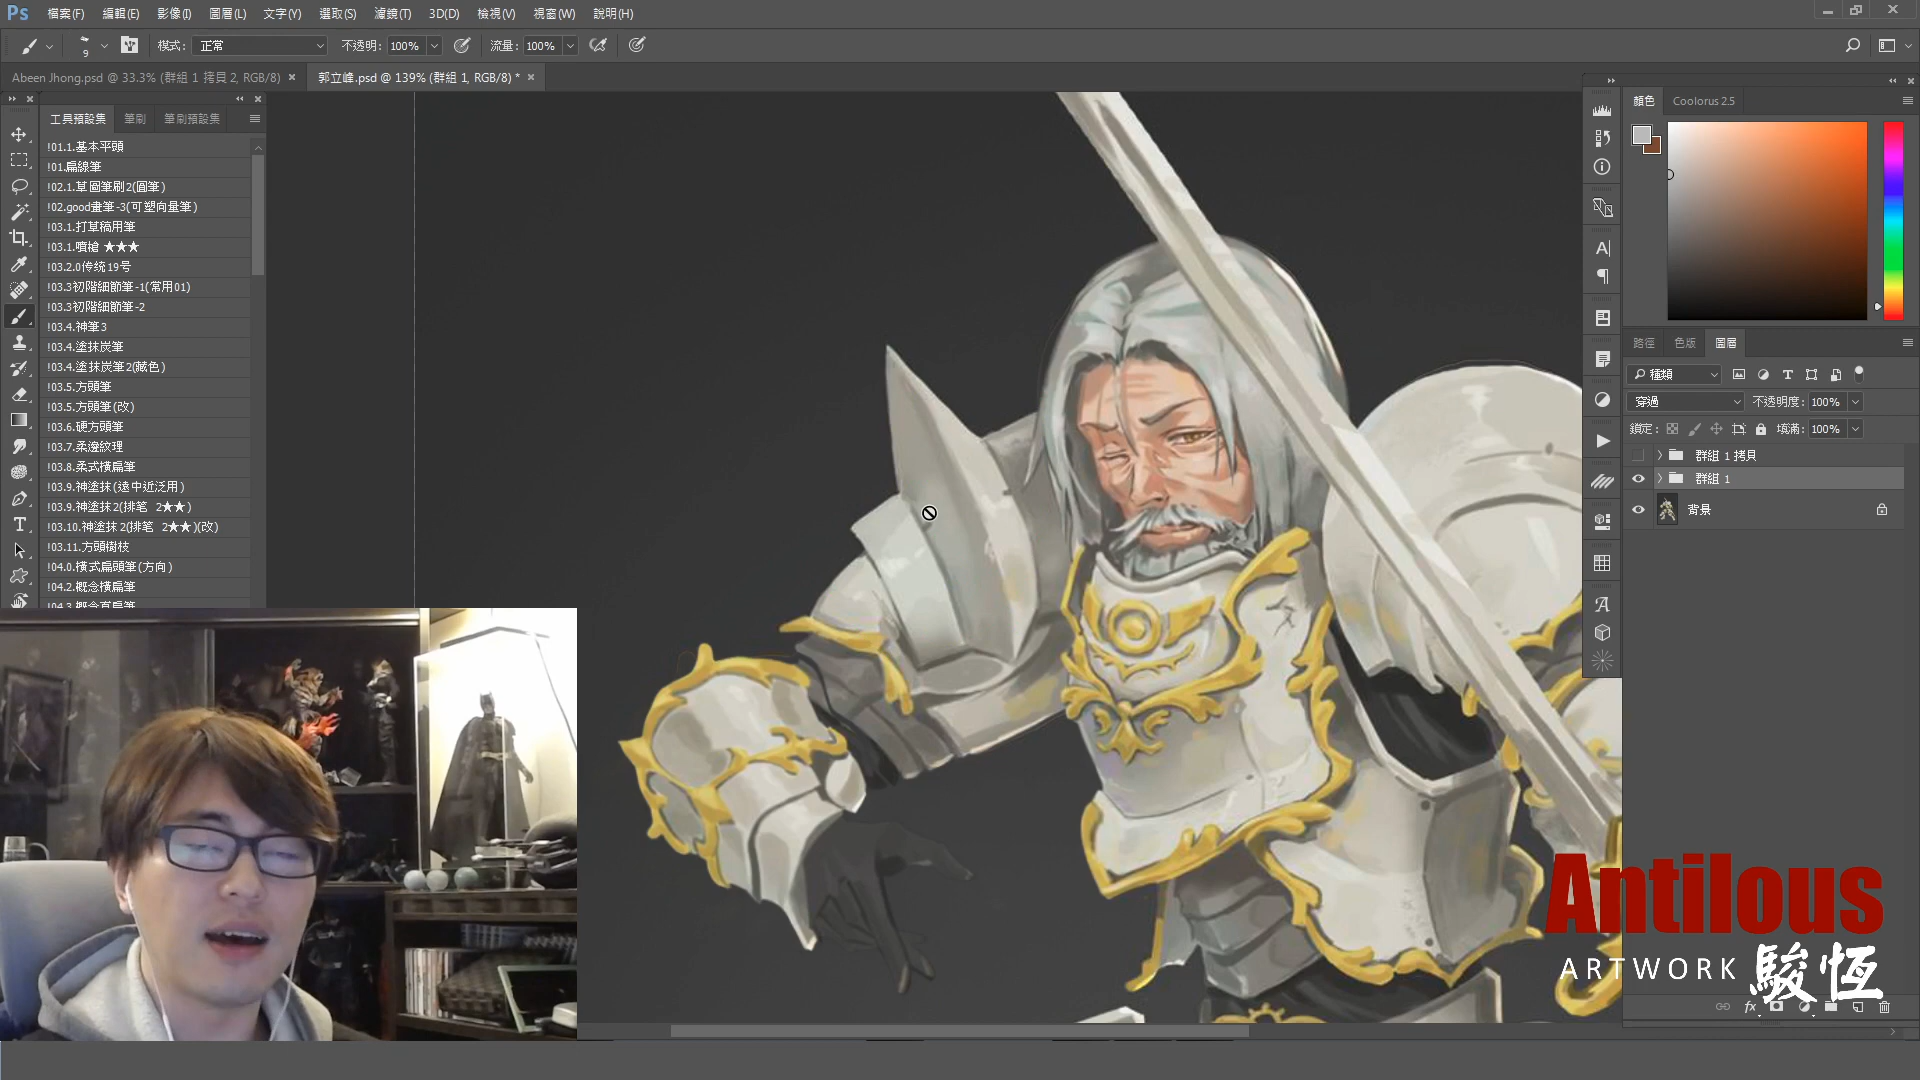 Ps 檔案(F) 編輯(E) 影像(I) 圖層(L) 文字(Y) 選取(S) 濾鏡(T) 3D(D) 檢視(V) 視窗(W) 說明(H)
9 模式: 正常 不透明: 100% 流量: 100%
Abeen Jhong.psd @ 33.3% (群組 1 拷貝 2, RGB/8) × 郭立峰.psd @ 139% (群組 1, RGB/8) * ×
工具預設集 筆刷 筆刷預設集
!01.1.基本平頭
!01.扁線筆
!02.1.草圖筆刷2(圓筆)
!02.good畫筆-3(可塑向量筆)
!03.1.打草稿用筆
!03.1.噴槍 ★★★
!03.2.0传统19号
!03.3初階細節筆-1(常用01)
!03.3初階細節筆-2
!03.4.神筆3
!03.4.塗抹炭筆
!03.4.塗抹炭筆2(藏色)
!03.5.方頭筆
!03.5.方頭筆(改)
!03.6.硬方頭筆
!03.7.柔邊紋理
!03.8.柔式橫扁筆
!03.9.神塗抹(遠中近泛用)
!03.9.神塗抹2(排笔 2★★)
!03.10.神塗抹2(排笔 2★★)(改)
!03.11.方頭樹枝
!04.0.橫式扁頭筆(方向)
!04.2.概念橫扁筆
!04.3.概念直扁筆
顏色 Coolorus 2.5
路徑 色版 圖層
種類
穿過 不透明度: 100%
鎖定: 填滿: 100%
群組 1 拷貝
群組 1
背景
Antilous
ARTWORK 駿恆
fx